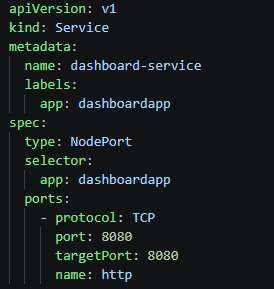 apiVersion: v1
kind: Service
metadata:
  name: dashboard-service
  labels:
    app: dashboardapp
spec:
  type: NodePort
  selector:
    app: dashboardapp
  ports:
    - protocol: TCP
      port: 8080
      targetPort: 8080
      name: http